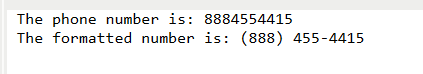 The phone number is: 8884554415
The formatted number is: (888) 455-4415